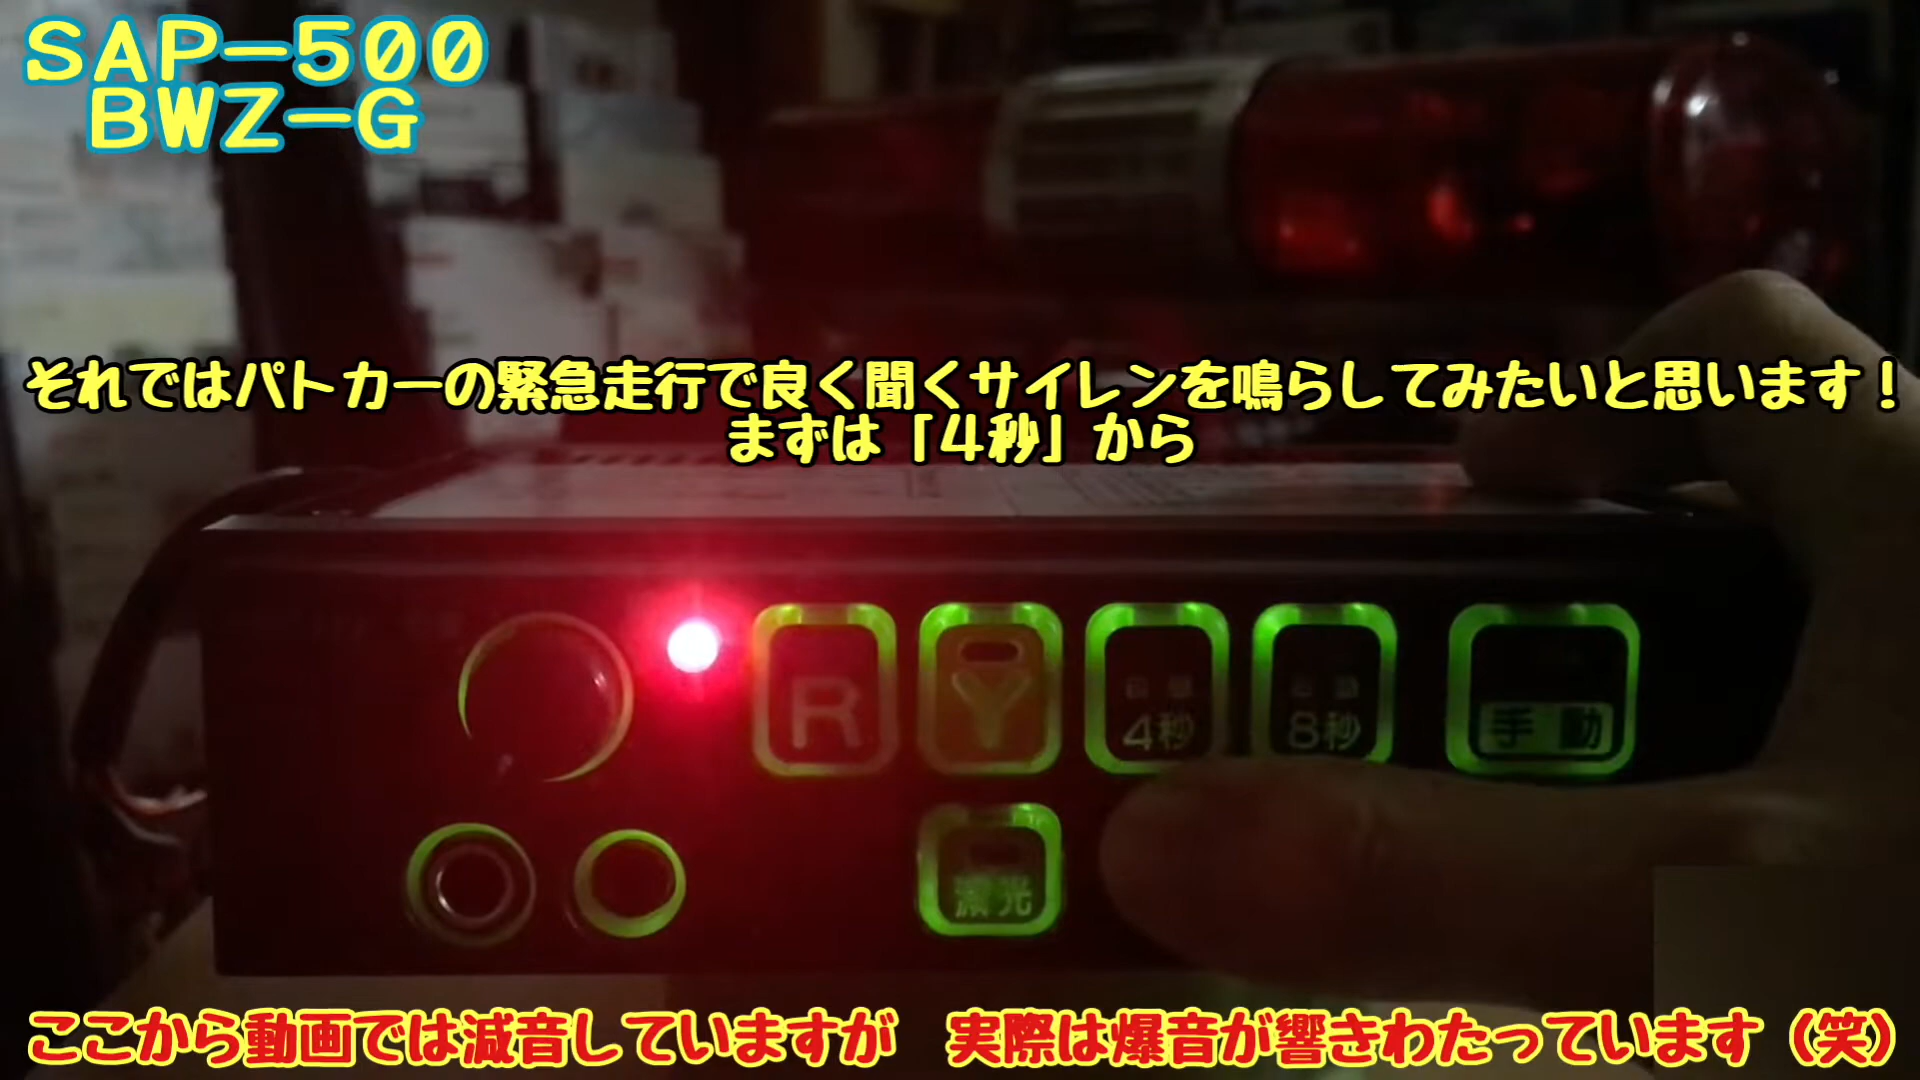 SAP-500
BWZ-G
それではパトカーの緊急走行で良く聞くサイレンを鳴らしてみたいと思います！
まずは「4秒」から
R
Y
4秒
8秒
手動
減光
ここから動画では減音していますが　実際は爆音が響きわたっています（笑）